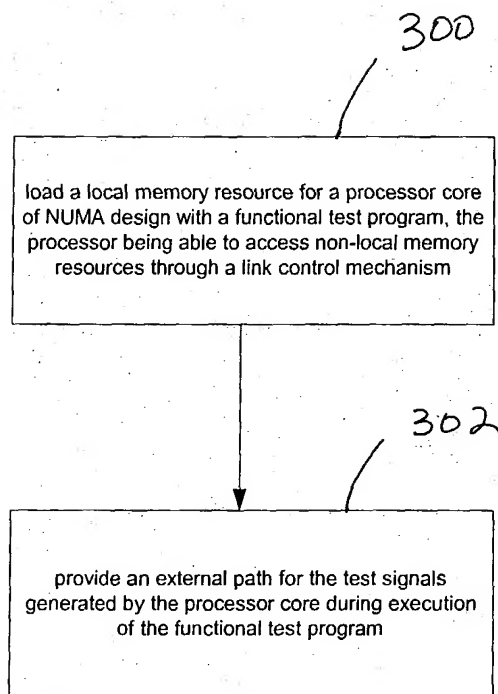 300
load a local memory resource for a processor core
of NUMA design with a functional test program, the
processor being able to access non-local memory
resources through a link control mechanism
302
provide an external path for the test signals
generated by the processor core during execution
of the functional test program